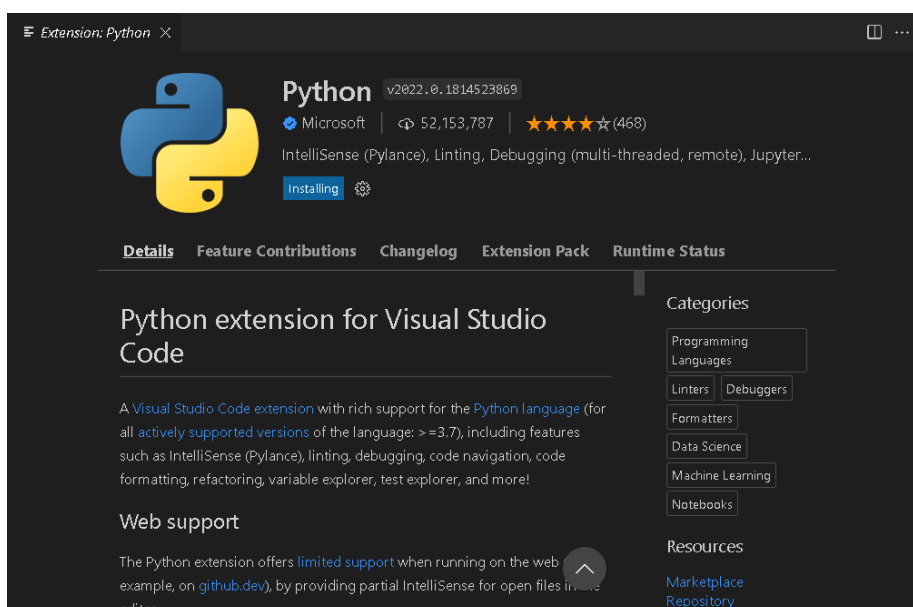 Extension: Python
Python v2022.0.1814523869
Microsoft 52,153,787 (468)
IntelliSense (Pylance), Linting, Debugging (multi-threaded, remote), Jupyter...
Installing
Details Feature Contributions Changelog Extension Pack Runtime Status
Python extension for Visual Studio
Code
A Visual Studio Code extension with rich support for the Python language (for
all actively supported versions of the language: >=3.7), including features
such as IntelliSense (Pylance), linting, debugging, code navigation, code
formatting, refactoring, variable explorer, test explorer, and more!
Web support
The Python extension offers limited support when running on the web
example, on github.dev), by providing partial IntelliSense for open files in
Categories
Programming
Languages
Linters Debuggers
Formatters
Data Science
Machine Learning
Notebooks
Resources
Marketplace
Repository